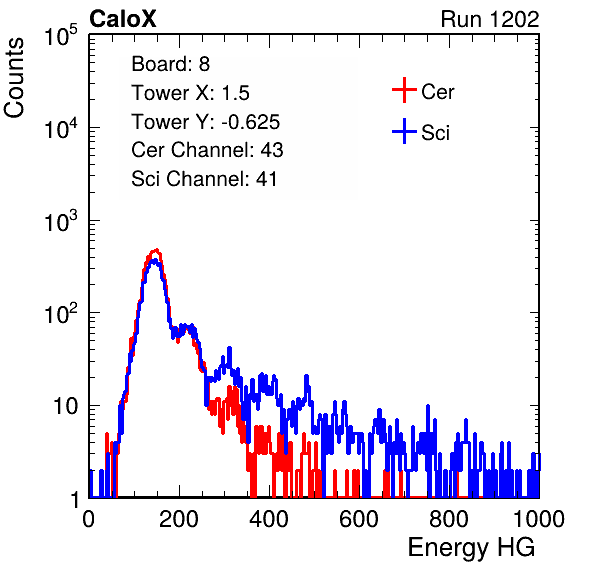 CaloX Run 1202
Counts
Board: 8
Tower X: 1.5
Tower Y: -0.625
Cer Channel: 43
Sci Channel: 41
Cer
Sci
10^5
10^4
10^3
10^2
10
1
0 200 400 600 800 1000
Energy HG